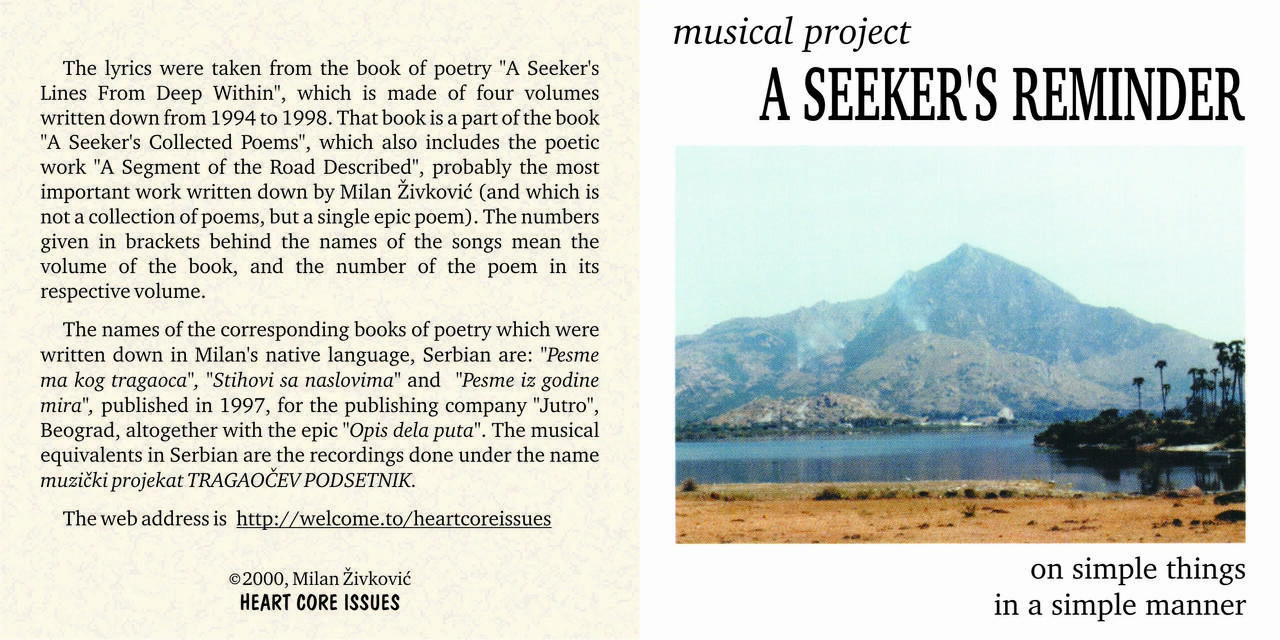 The lyrics were taken from the book of poetry "A Seeker's
Lines From Deep Within", which is made of four volumes
written down from 1994 to 1998. That book is a part of the book
"A Seeker's Collected Poems", which also includes the poetic
work "A Segment of the Road Described", probably the most
important work written down by Milan Živković (and which is
not a collection of poems, but a single epic poem). The numbers
given in brackets behind the names of the songs mean the
volume of the book, and the number of the poem in its
respective volume.
The names of the corresponding books of poetry which were
written down in Milan's native language, Serbian are: "Pesme
ma kog tragaoca", "Stihovi sa naslovima" and "Pesme iz godine
mira", published in 1997, for the publishing company "Jutro",
Beograd, altogether with the epic "Opis dela puta". The musical
equivalents in Serbian are the recordings done under the name
muzički projekat TRAGAOČEV PODSETNIK.
The web address is http://welcome.to/heartcoreissues
©2000, Milan Živković
HEART CORE ISSUES
musical project
A SEEKER'S REMINDER
on simple things
in a simple manner